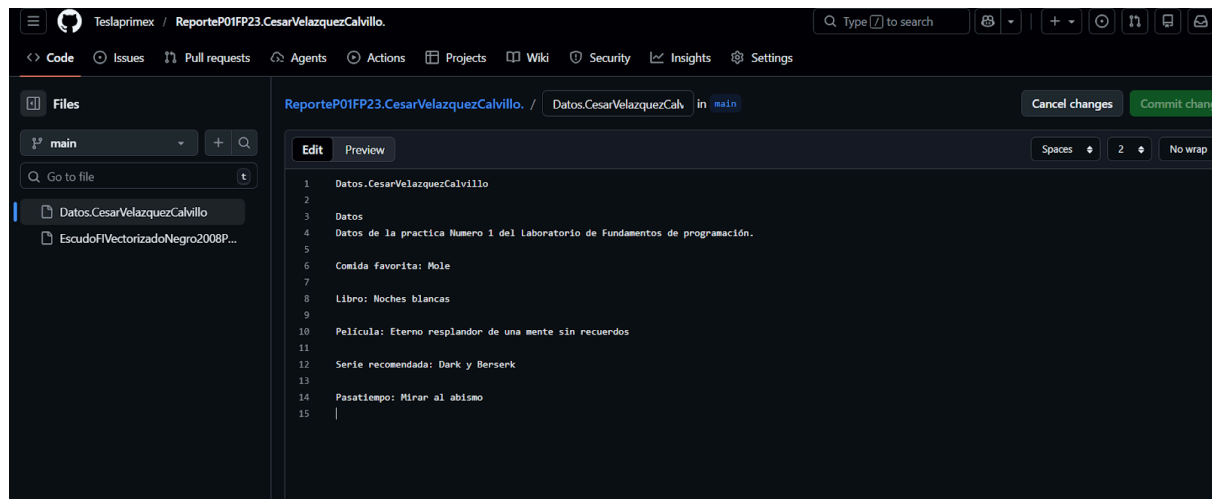 Teslaprimex / ReporteP01FP23.CesarVelazquezCalvillo.
Type / to search
Code
Issues
Pull requests
Agents
Actions
Projects
Wiki
Security
Insights
Settings
Files
ReporteP01FP23.CesarVelazquezCalvillo. / Datos.CesarVelazquezCalv in main
Cancel changes
Commit chan
main
Edit
Preview
Spaces
2
No wrap
Go to file
t
Datos.CesarVelazquezCalvillo
EscudoFIVectorizadoNegro2008P...
1 Datos.CesarVelazquezCalvillo
2
3 Datos
4 Datos de la practica Numero 1 del Laboratorio de Fundamentos de programación.
5
6 Comida favorita: Mole
7
8 Libro: Noches blancas
9
10 Película: Eterno resplandor de una mente sin recuerdos
11
12 Serie recomendada: Dark y Berserk
13
14 Pasatiempo: Mirar al abismo
15